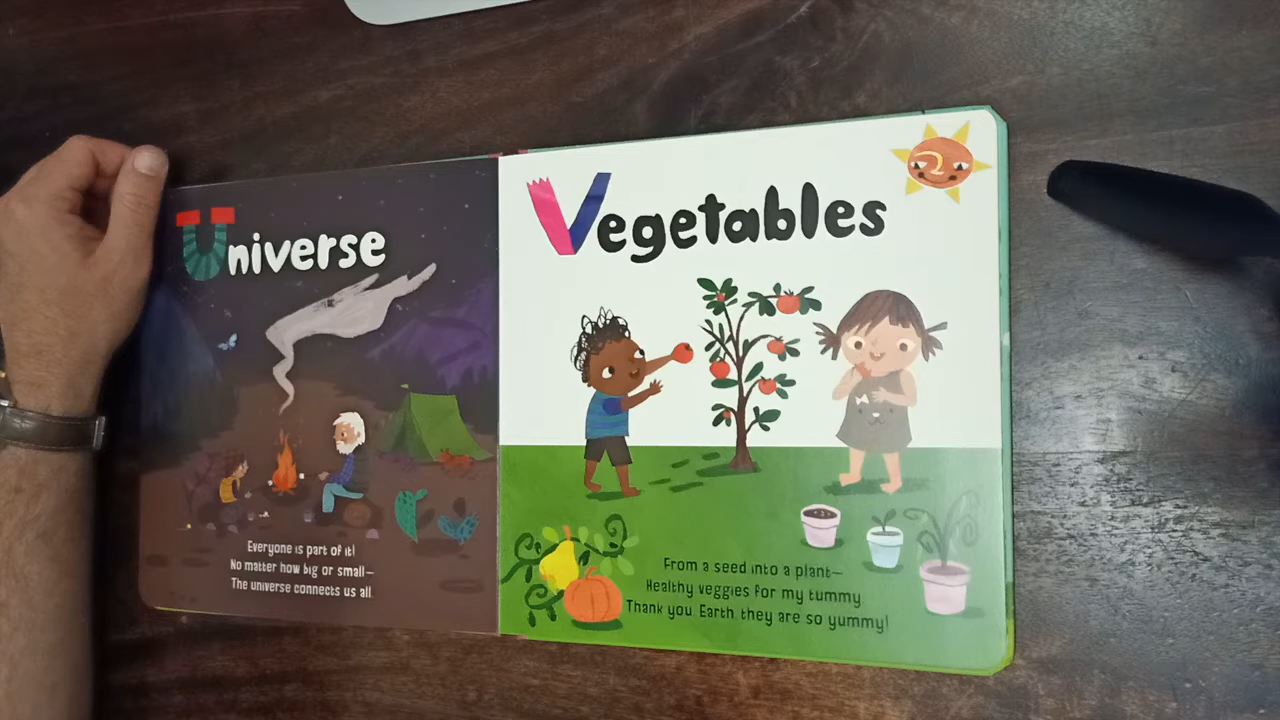 Universe
Everyone is part of it!
No matter how big or small—
The universe connects us all.
Vegetables
From a seed into a plant—
Healthy veggies for my tummy
Thank you, Earth, they are so yummy!